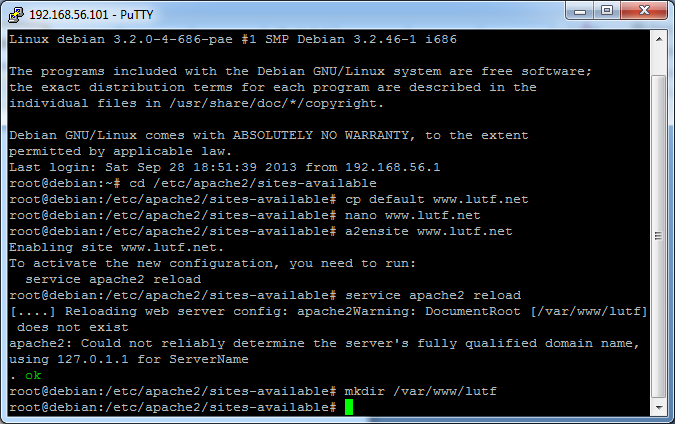 192.168.56.101 - PuTTY
Linux debian 3.2.0-4-686-pae #1 SMP Debian 3.2.46-1 i686
The programs included with the Debian GNU/Linux system are free software;
the exact distribution terms for each program are described in the
individual files in /usr/share/doc/*/copyright.
Debian GNU/Linux comes with ABSOLUTELY NO WARRANTY, to the extent
permitted by applicable law.
Last login: Sat Sep 28 18:51:39 2013 from 192.168.56.1
root@debian:~# cd /etc/apache2/sites-available
root@debian:/etc/apache2/sites-available# cp default www.lutf.net
root@debian:/etc/apache2/sites-available# nano www.lutf.net
root@debian:/etc/apache2/sites-available# a2ensite www.lutf.net
Enabling site www.lutf.net.
To activate the new configuration, you need to run:
  service apache2 reload
root@debian:/etc/apache2/sites-available# service apache2 reload
[....] Reloading web server config: apache2Warning: DocumentRoot [/var/www/lutf]
 does not exist
apache2: Could not reliably determine the server's fully qualified domain name,
using 127.0.1.1 for ServerName
. ok
root@debian:/etc/apache2/sites-available# mkdir /var/www/lutf
root@debian:/etc/apache2/sites-available#